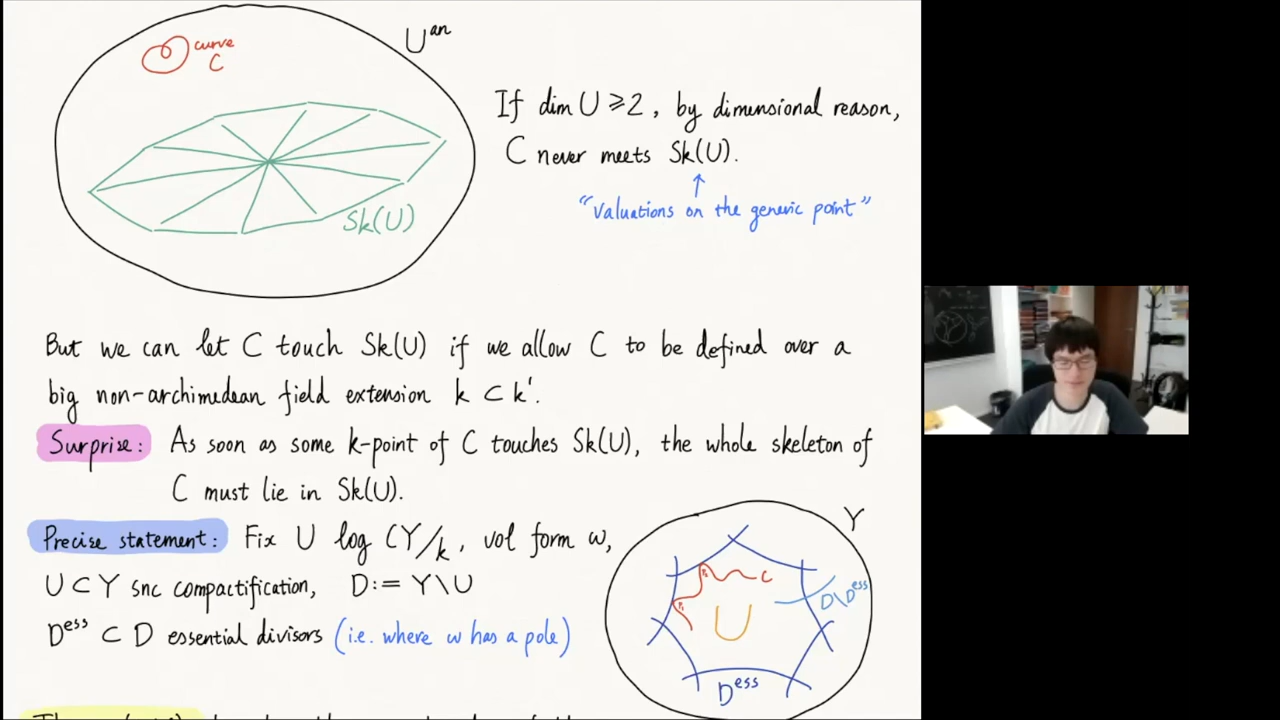 curve
C
U^an
Sk(U)
If dim U ⩾ 2, by dimensional reason,
C never meets Sk(U).
↑
"Valuations on the generic point"
But we can let C touch Sk(U) if we allow C to be defined over a
big non-archimedean field extension k ⊂ k'.
Surprise: As soon as some k-point of C touches Sk(U), the whole skeleton of
C must lie in Sk(U).
Precise statement: Fix U log CY/k, vol form ω,
U ⊂ Y snc compactification, D := Y\U
D^ess ⊂ D essential divisors (i.e. where ω has a pole)
Y
C
D\D^ess
U
D^ess